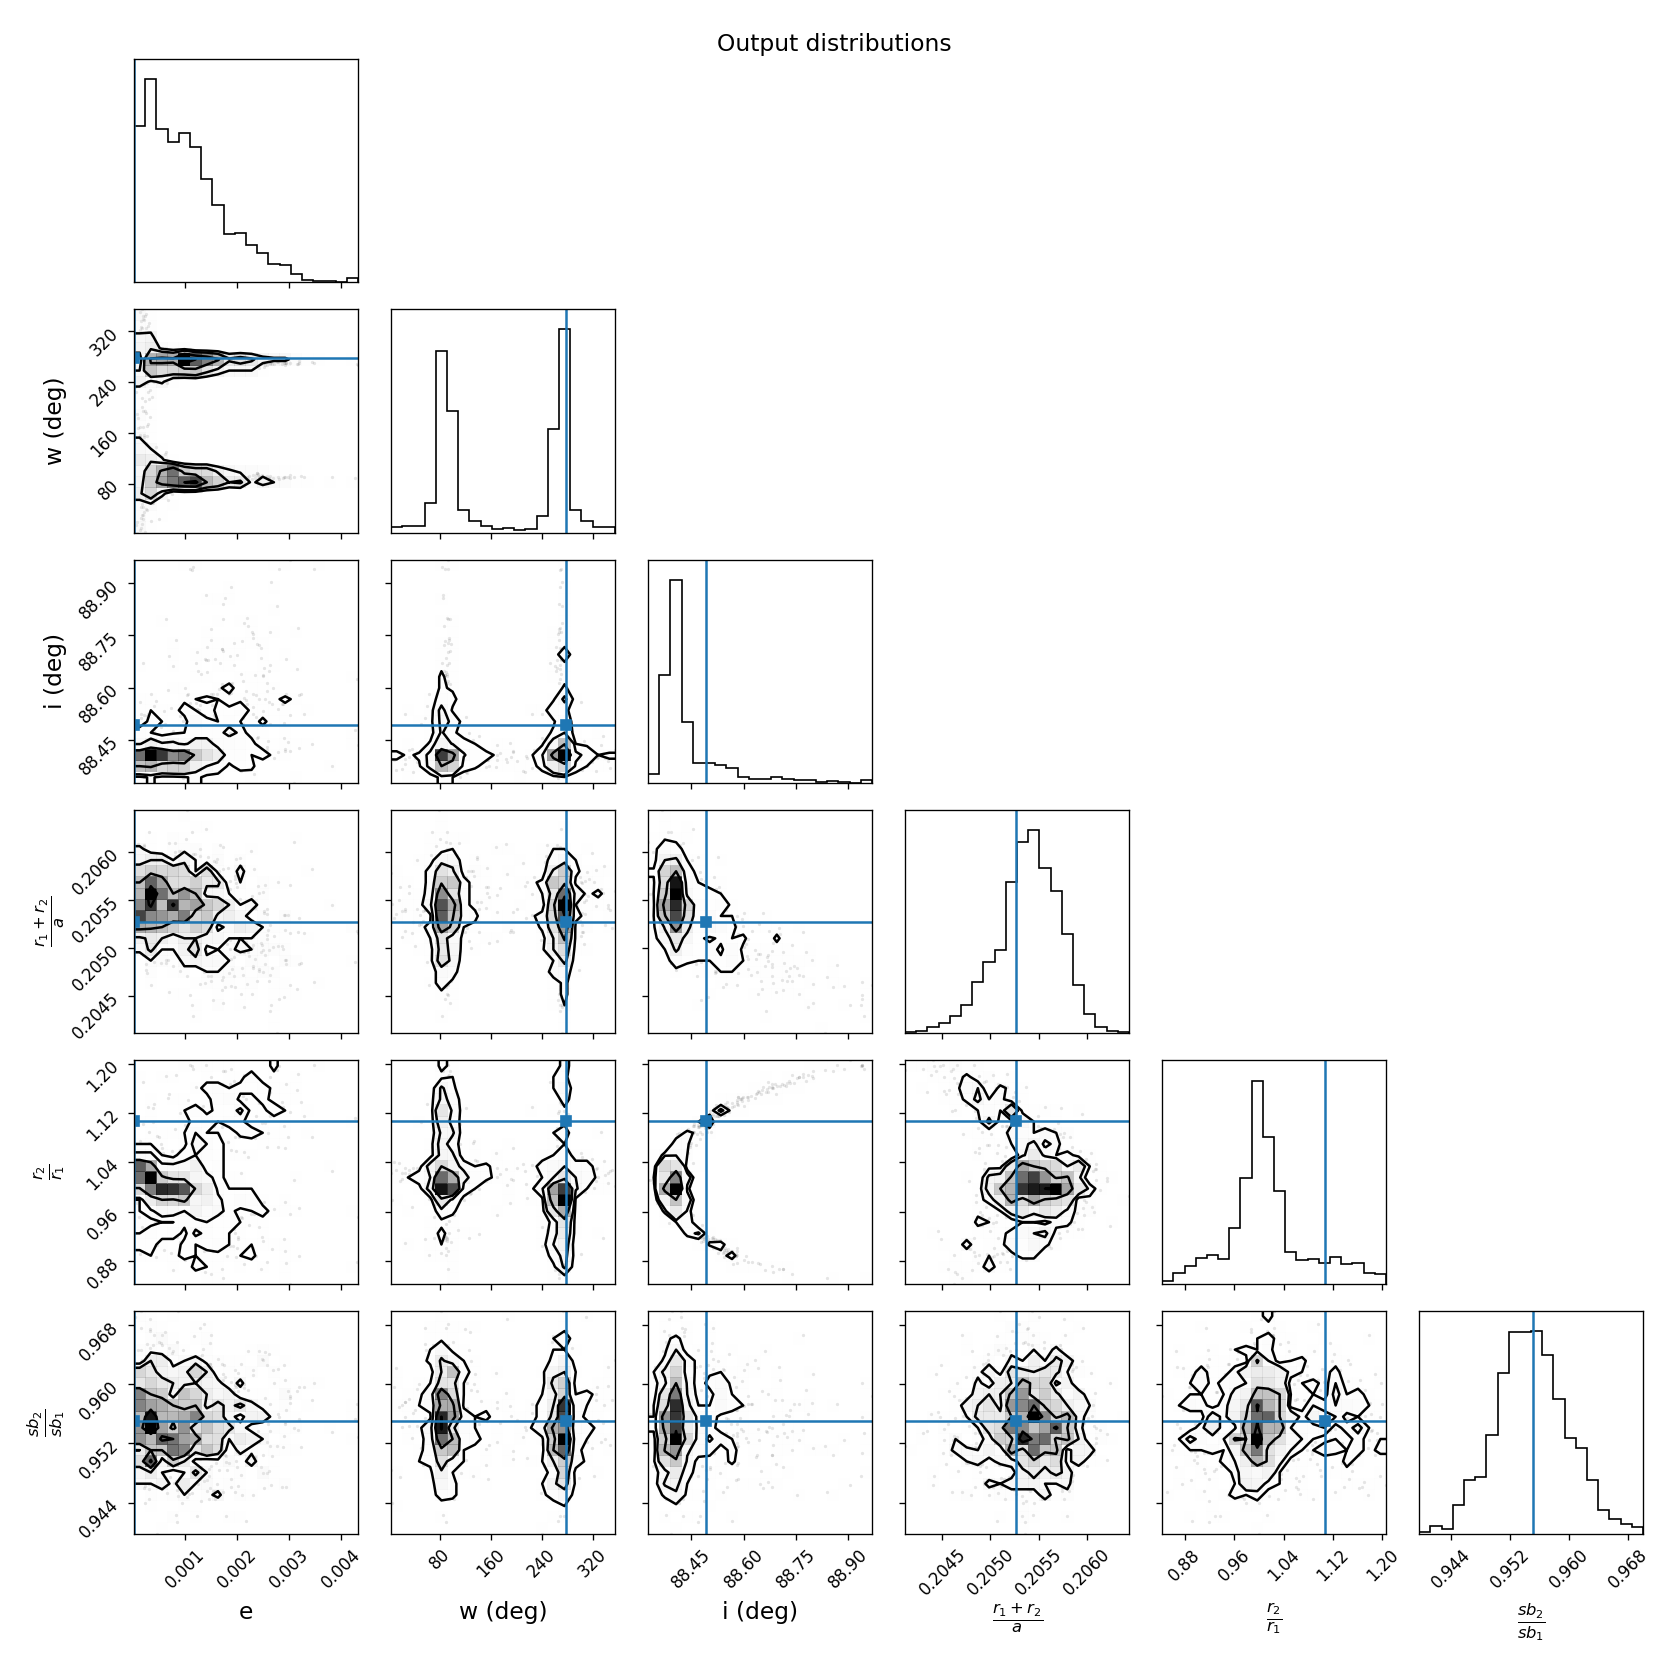 Output distributions
320
240
160
80
w (deg)
88.90
88.75
88.60
88.45
i (deg)
0.2060
0.2055
0.2050
0.2045
r1 + r2
a
1.20
1.12
1.04
0.96
0.88
r2
r1
0.968
0.960
0.952
0.944
sb2
sb1
0.001 0.002 0.003 0.004
80 160 240 320
88.45 88.60 88.75 88.90
0.2045 0.2050 0.2055 0.2060
0.88 0.96 1.04 1.12 1.20
0.944 0.952 0.960 0.968
e
w (deg)
i (deg)
r1 + r2
a
r2
r1
sb2
sb1